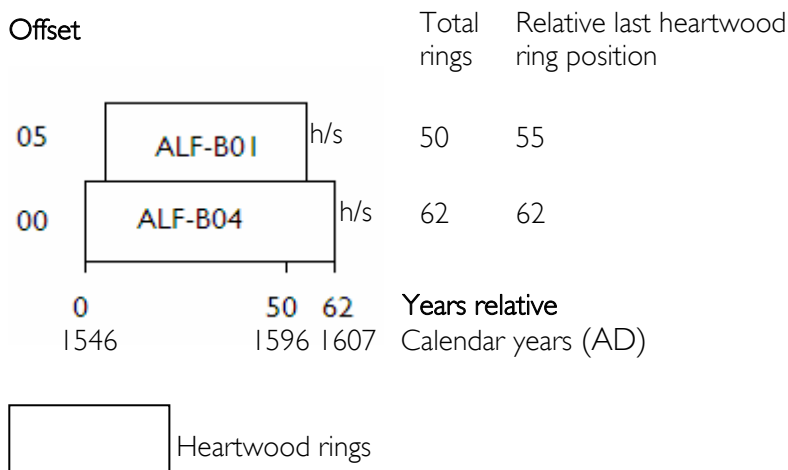 Offset
Total rings
Relative last heartwood ring position
05 ALF-B01 h/s 50 55
00 ALF-B04 h/s 62 62
0 50 62 Years relative
1546 1596 1607 Calendar years (AD)
Heartwood rings